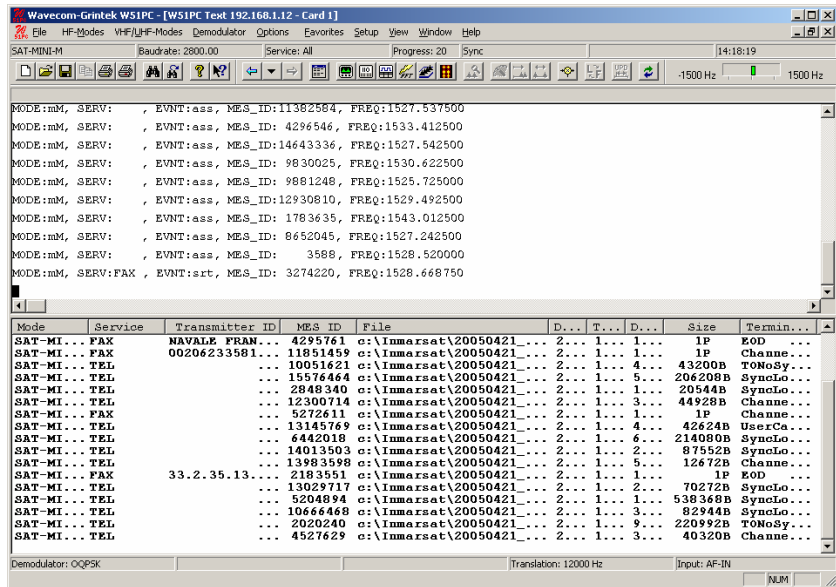 Wavecom-Grintek W51PC - [W51PC Text 192.168.1.12 - Card 1]
File HF-Modes VHF/UHF-Modes Demodulator Options Favorites Setup View Window Help
SAT-MINI-M Baudrate: 2800.00 Service: All Progress: 20 Sync 14:18:19
-1500 Hz 1500 Hz
MODE:mM, SERV: , EVNT:ass, MES_ID:11382584, FREQ:1527.537500
MODE:mM, SERV: , EVNT:ass, MES_ID: 4296546, FREQ:1533.412500
MODE:mM, SERV: , EVNT:ass, MES_ID:14643336, FREQ:1527.542500
MODE:mM, SERV: , EVNT:ass, MES_ID: 9830025, FREQ:1530.622500
MODE:mM, SERV: , EVNT:ass, MES_ID: 9881248, FREQ:1525.725000
MODE:mM, SERV: , EVNT:ass, MES_ID:12930810, FREQ:1529.492500
MODE:mM, SERV: , EVNT:ass, MES_ID: 1783635, FREQ:1543.012500
MODE:mM, SERV: , EVNT:ass, MES_ID: 8652045, FREQ:1527.242500
MODE:mM, SERV: , EVNT:ass, MES_ID: 3588, FREQ:1528.520000
MODE:mM, SERV:FAX , EVNT:srt, MES_ID: 3274220, FREQ:1528.668750
Mode Service Transmitter ID MES ID File D... T... D... Size Termin...
SAT-MI... FAX NAVALE FRAN... 4295761 c:\Inmarsat\20050421_... 2... 1... 1... 1P EOD
SAT-MI... FAX 00206233581... 11851459 c:\Inmarsat\20050421_... 2... 1... 1... 1P Channe...
SAT-MI... TEL ... 10051621 c:\Inmarsat\20050421_... 2... 1... 4... 43200B TONoSy...
SAT-MI... TEL ... 15576464 c:\Inmarsat\20050421_... 2... 1... 5... 206208B SyncLo...
SAT-MI... TEL ... 2848340 c:\Inmarsat\20050421_... 2... 1... 1... 20544B SyncLo...
SAT-MI... TEL ... 12300714 c:\Inmarsat\20050421_... 2... 1... 3... 44928B Channe...
SAT-MI... FAX ... 5272611 c:\Inmarsat\20050421_... 2... 1... 1... 1P Channe...
SAT-MI... TEL ... 13145769 c:\Inmarsat\20050421_... 2... 1... 4... 42624B UserCa...
SAT-MI... TEL ... 6442018 c:\Inmarsat\20050421_... 2... 1... 6... 214080B SyncLo...
SAT-MI... TEL ... 14013503 c:\Inmarsat\20050421_... 2... 1... 2... 87552B SyncLo...
SAT-MI... TEL ... 13983598 c:\Inmarsat\20050421_... 2... 1... 5... 12672B Channe...
SAT-MI... FAX 33.2.35.13.... 2183551 c:\Inmarsat\20050421_... 2... 1... 1... 1P EOD
SAT-MI... TEL ... 13029717 c:\Inmarsat\20050421_... 2... 1... 2... 70272B SyncLo...
SAT-MI... TEL ... 5204894 c:\Inmarsat\20050421_... 2... 1... 1... 538368B SyncLo...
SAT-MI... TEL ... 10666468 c:\Inmarsat\20050421_... 2... 1... 3... 82944B SyncLo...
SAT-MI... TEL ... 2020240 c:\Inmarsat\20050421_... 2... 1... 9... 220992B TONoSy...
SAT-MI... TEL ... 4527629 c:\Inmarsat\20050421_... 2... 1... 3... 40320B Channe...
Demodulator: OQPSK Translation: 12000 Hz Input: AF-IN
NUM